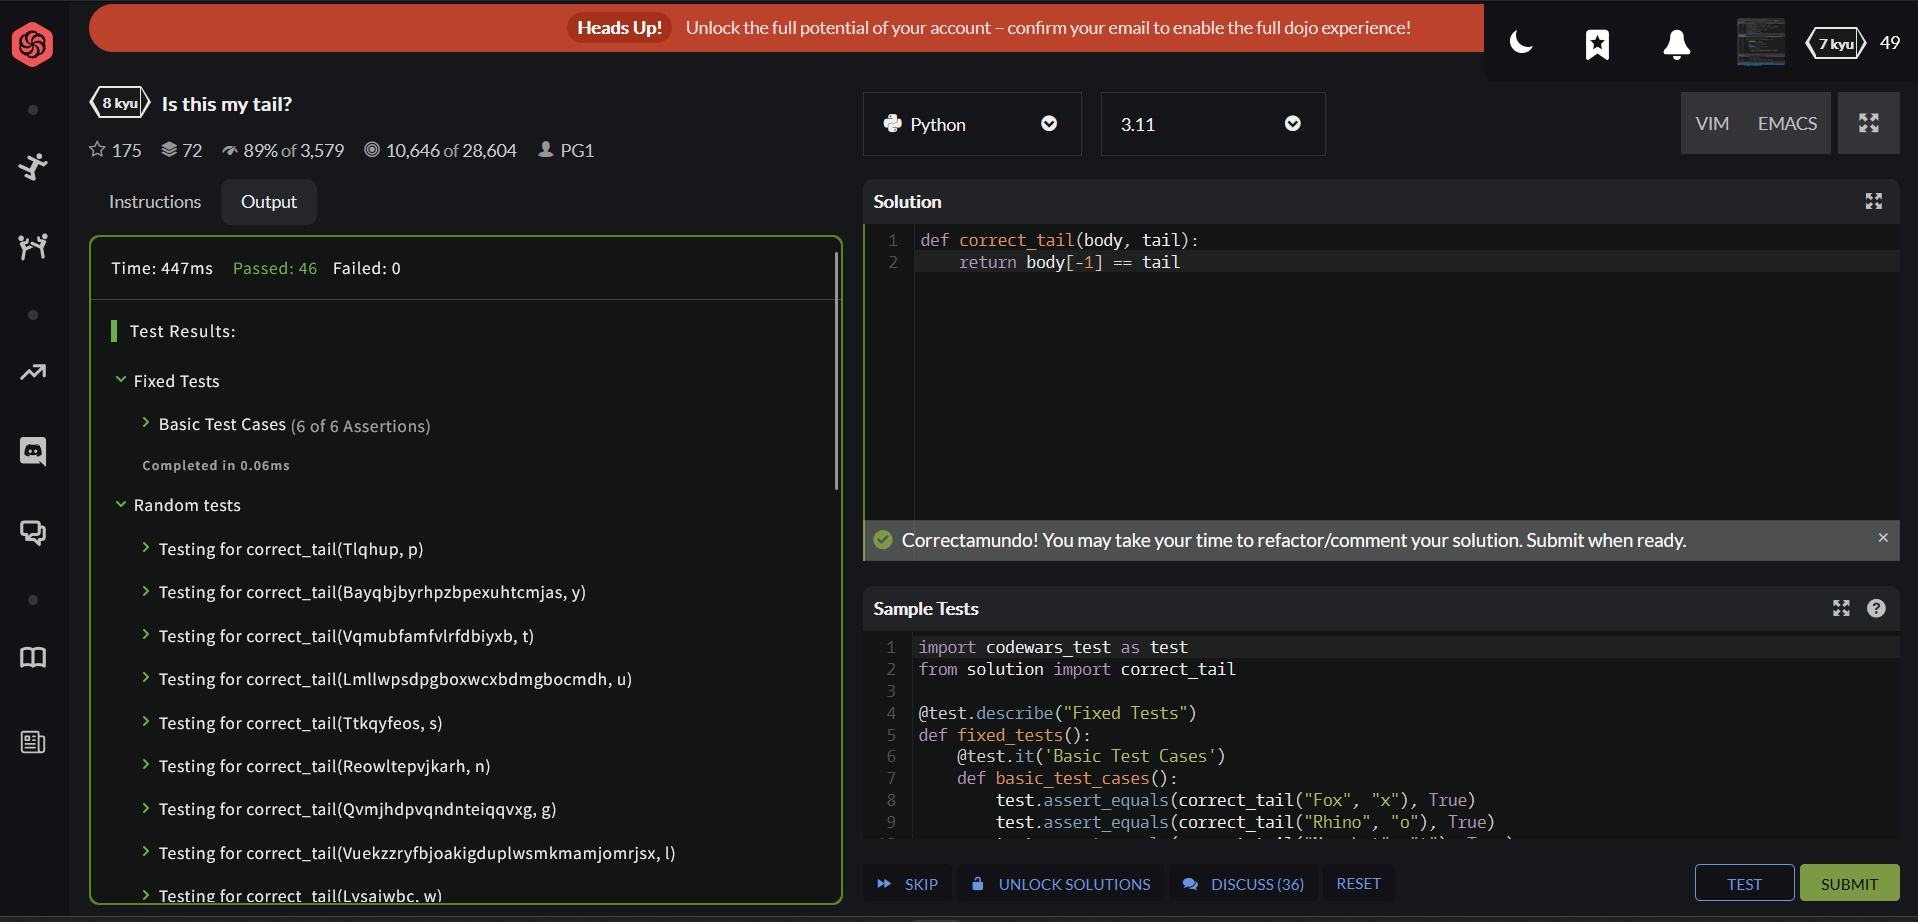 Heads Up! Unlock the full potential of your account – confirm your email to enable the full dojo experience!
7 kyu 49
8 kyu Is this my tail?
175 72 89% of 3,579 10,646 of 28,604 PG1
Python 3.11 VIM EMACS
Instructions Output
Time: 447ms Passed: 46 Failed: 0
Test Results:
Fixed Tests
Basic Test Cases (6 of 6 Assertions)
Completed in 0.06ms
Random tests
Testing for correct_tail(Tlqhup, p)
Testing for correct_tail(Bayqbjbyrhpzbpexuhtcmjas, y)
Testing for correct_tail(Vqmubfamfvlrfdbiyxb, t)
Testing for correct_tail(Lmllwpsdpgboxwcxbdmgbocmdh, u)
Testing for correct_tail(Ttkqyfeos, s)
Testing for correct_tail(Reowltepvjkarh, n)
Testing for correct_tail(Qvmjhdpvqndnteiqqvxg, g)
Testing for correct_tail(Vuekzzryfbjoakigduplwsmkmamjomrjsx, l)
Testing for correct_tail(Lysaiwbc, w)
Solution
1 def correct_tail(body, tail):
2     return body[-1] == tail
Correctamundo! You may take your time to refactor/comment your solution. Submit when ready.
Sample Tests
1 import codewars_test as test
2 from solution import correct_tail
3
4 @test.describe("Fixed Tests")
5 def fixed_tests():
6     @test.it('Basic Test Cases')
7     def basic_test_cases():
8         test.assert_equals(correct_tail("Fox", "x"), True)
9         test.assert_equals(correct_tail("Rhino", "o"), True)
SKIP UNLOCK SOLUTIONS DISCUSS (36) RESET TEST SUBMIT